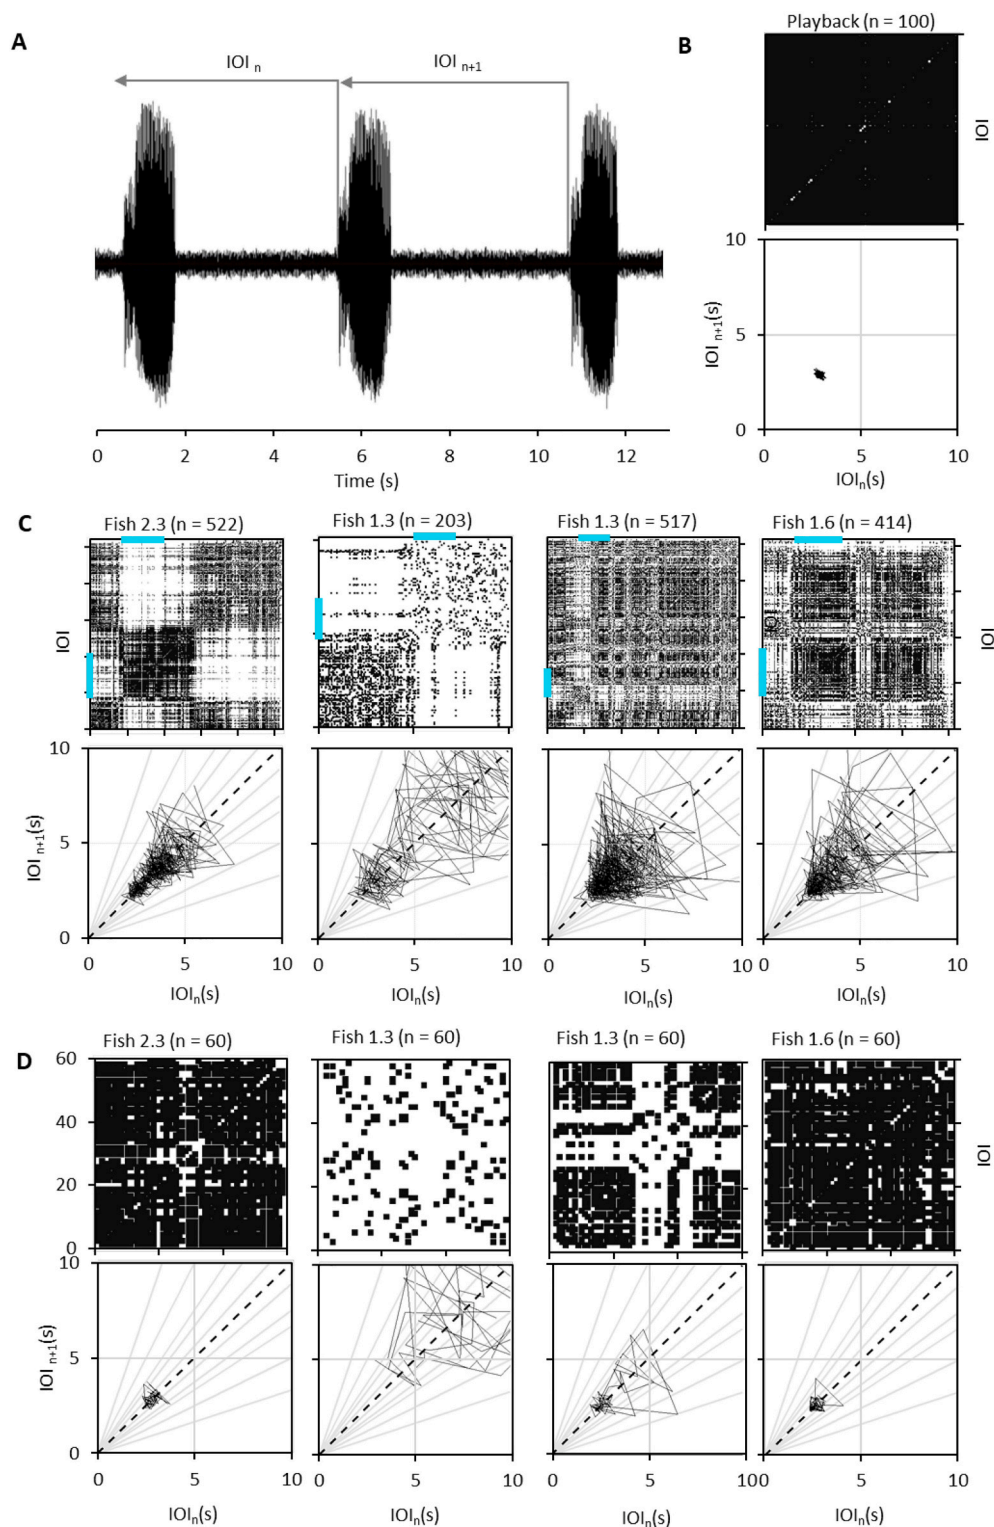 A
IOI n
IOI n+1
0 2 4 6 8 10 12
Time (s)
B
Playback (n = 100)
IOI
10
5
0
IOI n+1(s)
0 5 10
IOIn(s)
C
Fish 2.3 (n = 522) Fish 1.3 (n = 203) Fish 1.3 (n = 517) Fish 1.6 (n = 414)
IOI IOI
10
5
0
IOI n+1(s)
0 5 10 0 5 10 0 5 10 0 5 10
IOIn(s) IOIn(s) IOIn(s) IOIn(s)
D
Fish 2.3 (n = 60) Fish 1.3 (n = 60) Fish 1.3 (n = 60) Fish 1.6 (n = 60)
60
40
20
0
IOI
10
5
0
IOI n+1(s)
0 5 10 0 5 10 0 5 100 0 5 10
IOIn(s) IOIn(s) IOIn(s) IOIn(s)